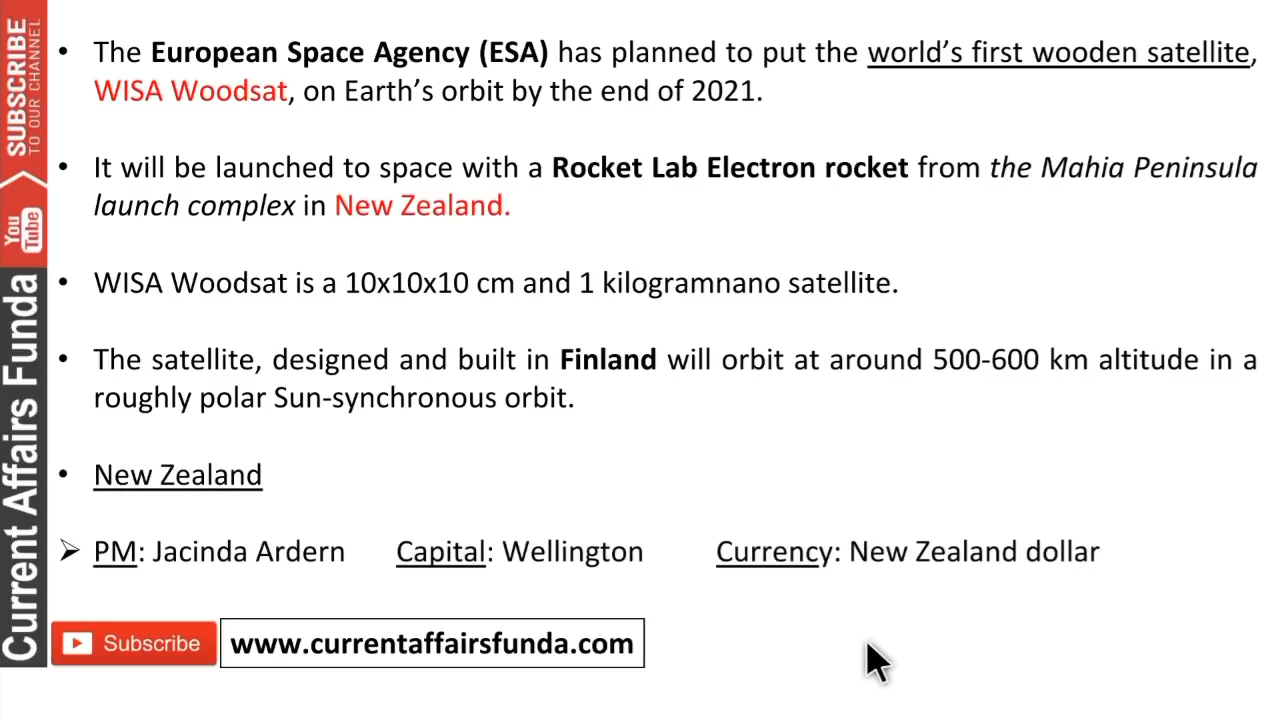 • The European Space Agency (ESA) has planned to put the world's first wooden satellite,
WISA Woodsat, on Earth's orbit by the end of 2021.
• It will be launched to space with a Rocket Lab Electron rocket from the Mahia Peninsula
launch complex in New Zealand.
• WISA Woodsat is a 10x10x10 cm and 1 kilogramnano satellite.
• The satellite, designed and built in Finland will orbit at around 500-600 km altitude in a
roughly polar Sun-synchronous orbit.
• New Zealand
➢ PM: Jacinda Ardern Capital: Wellington Currency: New Zealand dollar
Subscribe www.currentaffairsfunda.com
SUBSCRIBE
TO OUR CHANNEL
You
Tube
Current Affairs Funda